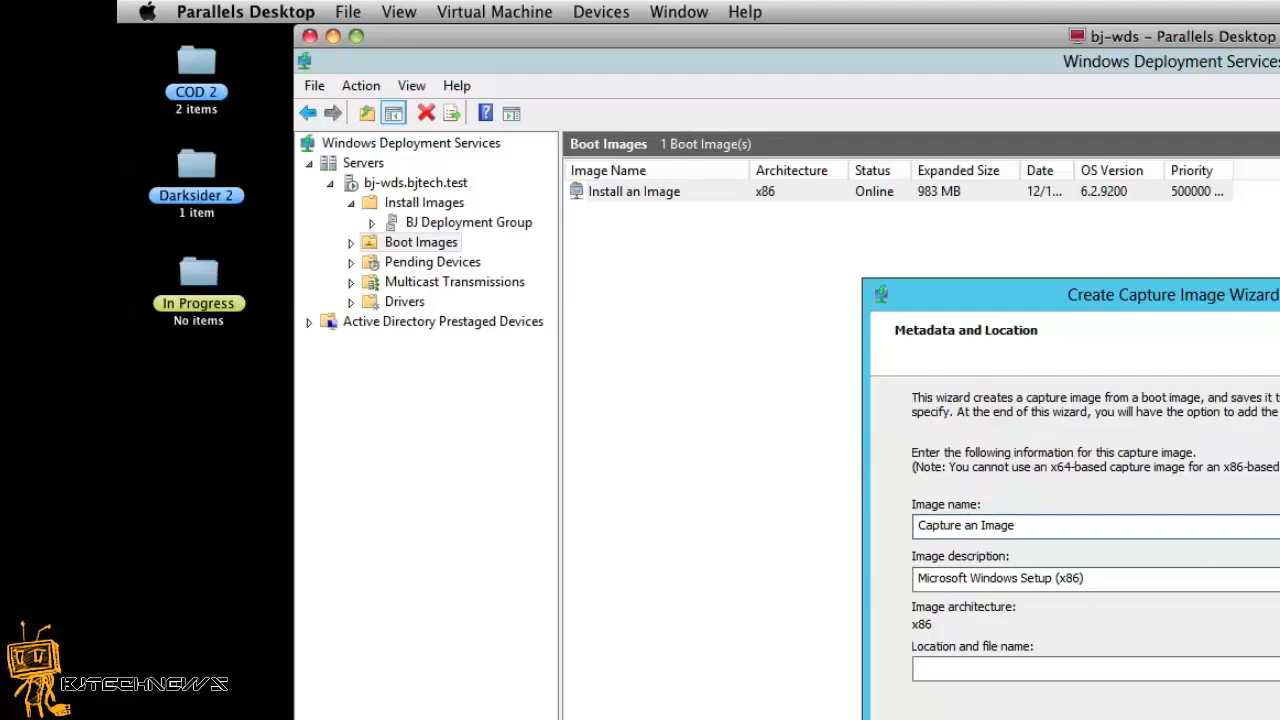 Parallels Desktop File View Virtual Machine Devices Window Help
bj-wds – Parallels Desktop
Windows Deployment Services
File Action View Help
COD 2
2 items
Darksider 2
1 item
In Progress
No items
Windows Deployment Services
Servers
bj-wds.bjtech.test
Install Images
BJ Deployment Group
Boot Images
Pending Devices
Multicast Transmissions
Drivers
Active Directory Prestaged Devices
Boot Images 1 Boot Image(s)
Image Name Architecture Status Expanded Size Date OS Version Priority
Install an Image x86 Online 983 MB 12/1... 6.2.9200 500000 ...
Create Capture Image Wizard
Metadata and Location
This wizard creates a capture image from a boot image, and saves it t
specify. At the end of this wizard, you will have the option to add the
Enter the following information for this capture image.
(Note: You cannot use an x64-based capture image for an x86-based
Image name:
Capture an Image
Image description:
Microsoft Windows Setup (x86)
Image architecture:
x86
Location and file name:
BJTECHNEWS